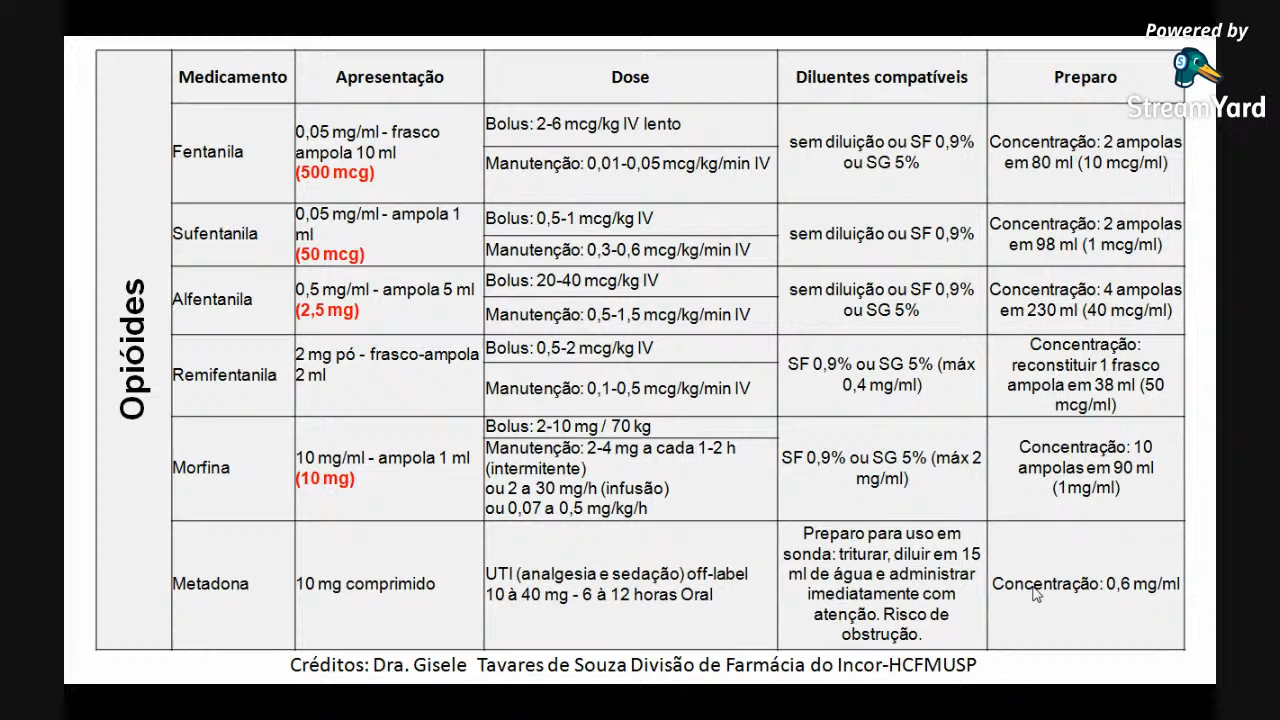 Powered by
StreamYard
Medicamento
Apresentação
Dose
Diluentes compatíveis
Preparo
Opióides
Fentanila
0,05 mg/ml - frasco
ampola 10 ml
(500 mcg)
Bolus: 2-6 mcg/kg IV lento
Manutenção: 0,01-0,05 mcg/kg/min IV
sem diluição ou SF 0,9%
ou SG 5%
Concentração: 2 ampolas
em 80 ml (10 mcg/ml)
Sufentanila
0,05 mg/ml - ampola 1
ml
(50 mcg)
Bolus: 0,5-1 mcg/kg IV
Manutenção: 0,3-0,6 mcg/kg/min IV
sem diluição ou SF 0,9%
Concentração: 2 ampolas
em 98 ml (1 mcg/ml)
Alfentanila
0,5 mg/ml - ampola 5 ml
(2,5 mg)
Bolus: 20-40 mcg/kg IV
Manutenção: 0,5-1,5 mcg/kg/min IV
sem diluição ou SF 0,9%
ou SG 5%
Concentração: 4 ampolas
em 230 ml (40 mcg/ml)
Remifentanila
2 mg pó - frasco-ampola
2 ml
Bolus: 0,5-2 mcg/kg IV
Manutenção: 0,1-0,5 mcg/kg/min IV
SF 0,9% ou SG 5% (máx
0,4 mg/ml)
Concentração:
reconstituir 1 frasco
ampola em 38 ml (50
mcg/ml)
Morfina
10 mg/ml - ampola 1 ml
(10 mg)
Bolus: 2-10 mg / 70 kg
Manutenção: 2-4 mg a cada 1-2 h
(intermitente)
ou 2 a 30 mg/h (infusão)
ou 0,07 a 0,5 mg/kg/h
SF 0,9% ou SG 5% (máx 2
mg/ml)
Concentração: 10
ampolas em 90 ml
(1mg/ml)
Metadona
10 mg comprimido
UTI (analgesia e sedação) off-label
10 à 40 mg - 6 à 12 horas Oral
Preparo para uso em
sonda: triturar, diluir em 15
ml de água e administrar
imediatamente com
atenção. Risco de
obstrução.
Concentração: 0,6 mg/ml
Créditos: Dra. Gisele Tavares de Souza Divisão de Farmácia do Incor-HCFMUSP